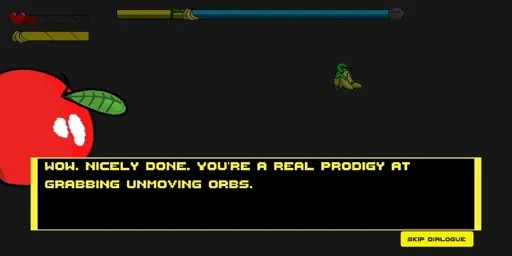 WOW. NICELY DONE. YOU'RE A REAL PRODIGY AT
GRABBING UNMOVING ORBS.
SKIP DIALOGUE